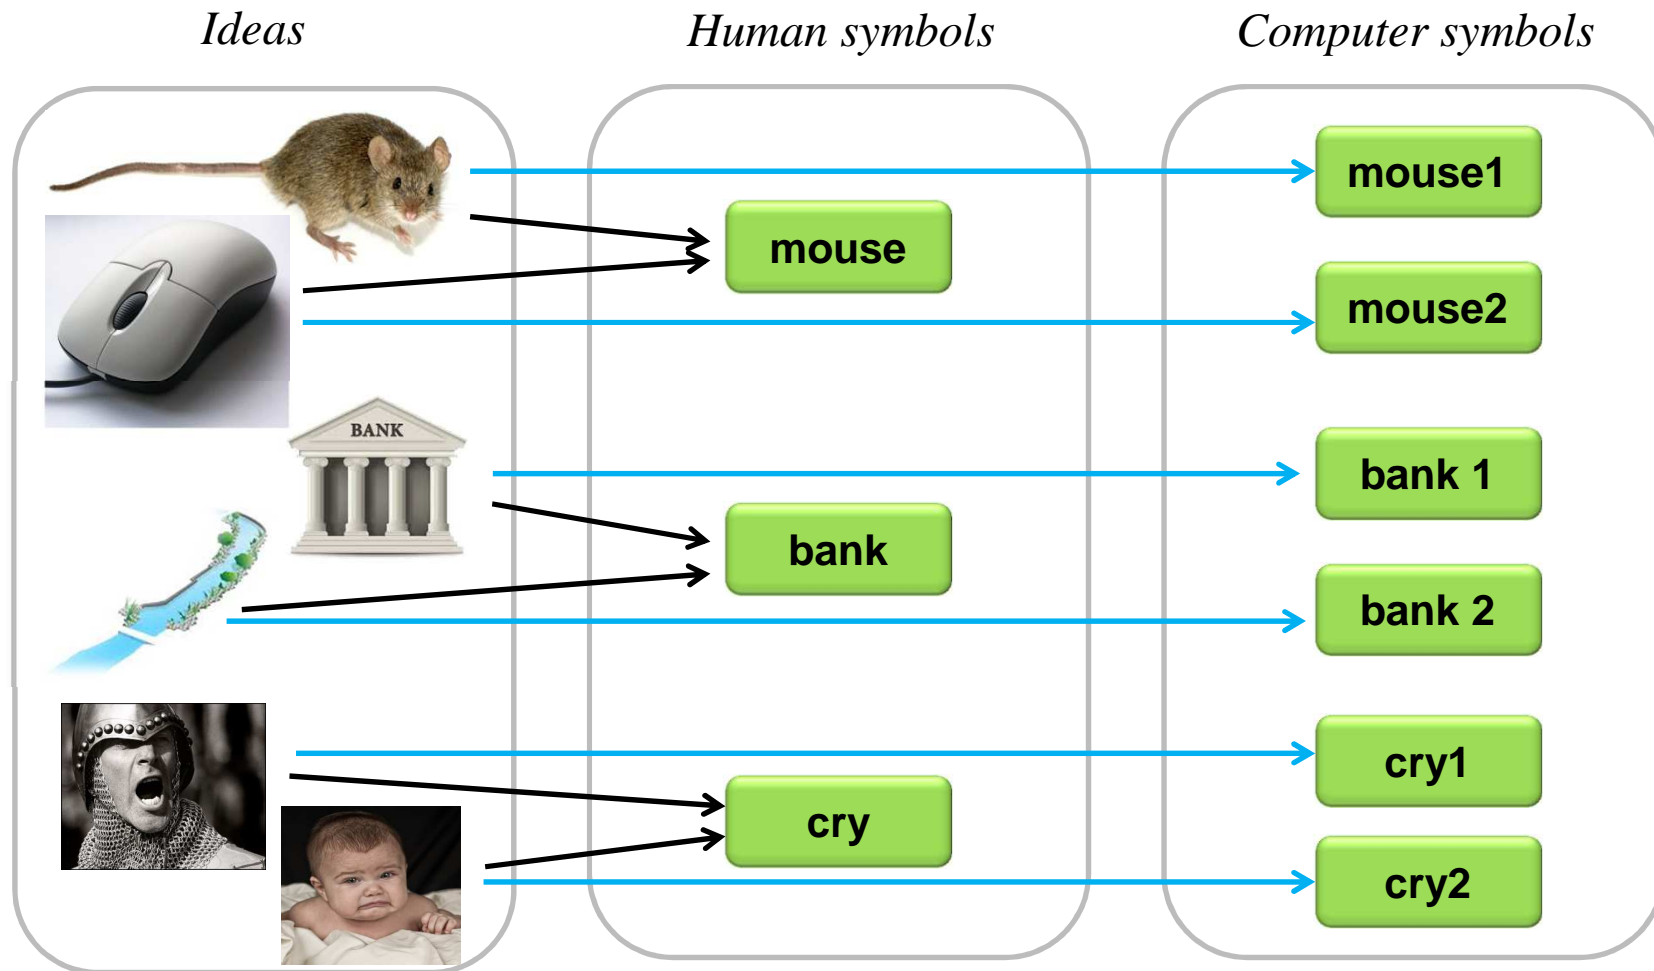 Ideas
Human symbols
Computer symbols
mouse1
mouse
mouse2
BANK
bank 1
bank
bank 2
cry1
cry
cry2